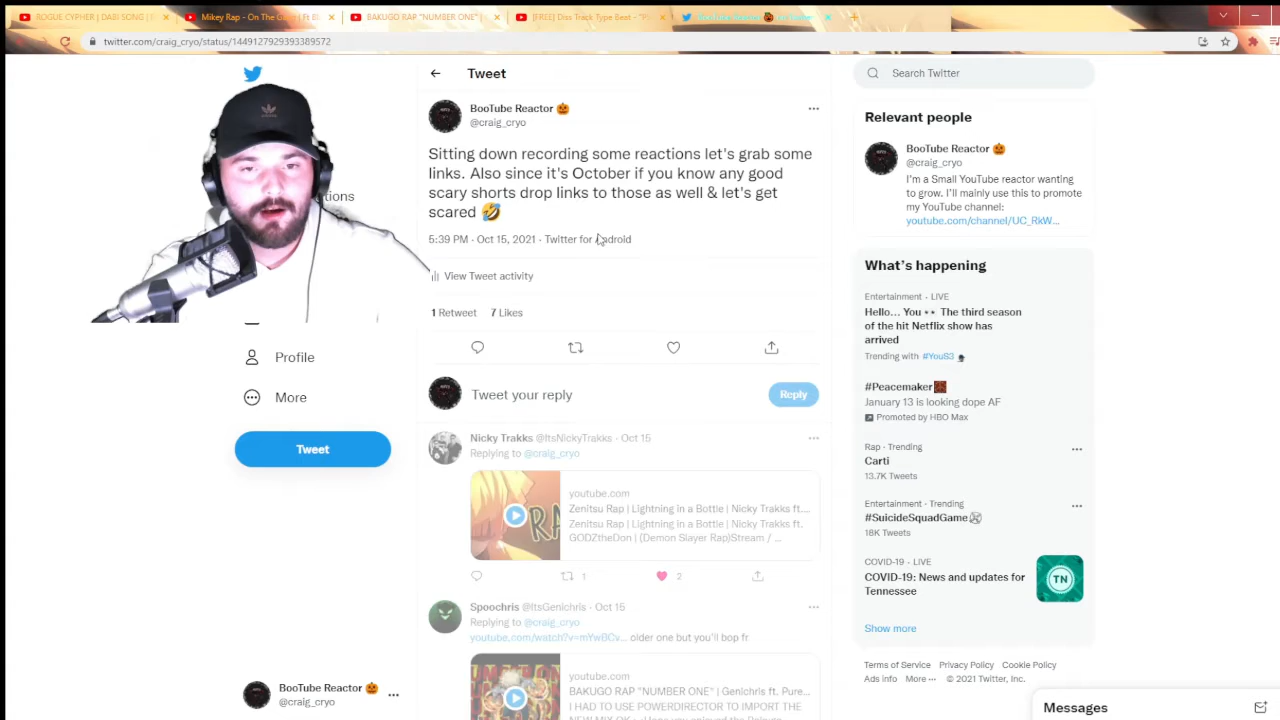 ROGUE CYPHER [ DABI SONG ]
Mikey Rap - On The
BAKUGO RAP "NUMBER ONE" |
[FREE] Diss Track Type Beat -
BooTube Reactor
twitter.com/craig_cryo/status/1449127929393389572
Tweet
BooTube Reactor 🎃
@craig_cryo
Sitting down recording some reactions let's grab some
links. Also since it's October if you know any good
scary shorts drop links to those as well & let's get
scared 🤣
5:39 PM · Oct 15, 2021 · Twitter for Android
View Tweet activity
1 Retweet 7 Likes
Tweet your reply
Reply
Nicky Trakks @ItsNickyTrakks · Oct 15
Replying to @craig_cryo
youtube.com
Zenitsu Rap | Lightning in a Bottle | Nicky Trakks ft....
Zenitsu Rap | Lightning in a Bottle | Nicky Trakks ft.
GODZtheDon | (Demon Slayer Rap)Stream / ...
1
2
Spoochris @ItsGenichris · Oct 15
Replying to @craig_cryo
youtube.com/watch?v=mYwBCv... older one but you'll bop fr
youtube.com
BAKUGO RAP "NUMBER ONE" | Genichris ft. Pure...
I HAD TO USE POWERDIRECTOR TO IMPORT THE
tions
Profile
More
Tweet
BooTube Reactor 🎃
@craig_cryo
Search Twitter
Relevant people
BooTube Reactor 🎃
@craig_cryo
I'm a Small YouTube reactor wanting
to grow. I'll mainly use this to promote
my YouTube channel:
youtube.com/channel/UC_RkW...
What's happening
Entertainment · LIVE
Hello... You 👀 The third season
of the hit Netflix show has
arrived
Trending with #YouS3
#Peacemaker
January 13 is looking dope AF
Promoted by HBO Max
Rap · Trending
Carti
13.7K Tweets
Entertainment · Trending
#SuicideSquadGame
18K Tweets
COVID-19 · LIVE
COVID-19: News and updates for
Tennessee
TN
Show more
Terms of Service Privacy Policy Cookie Policy
Ads info More ··· © 2021 Twitter, Inc.
Messages